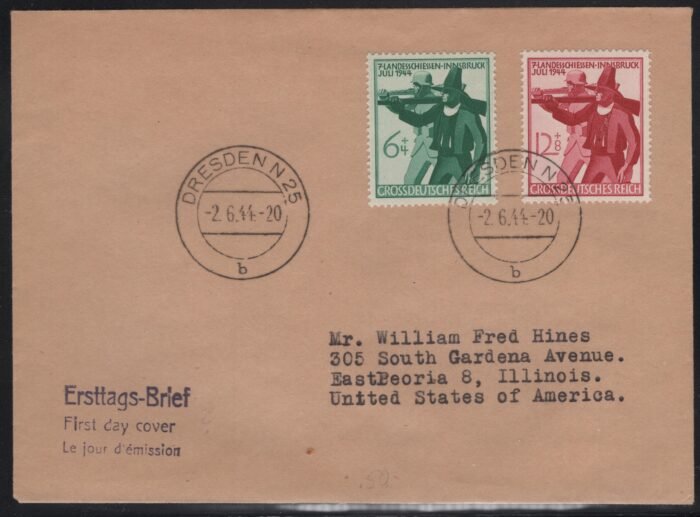 7·LANDESSCHIESSEN-INNSBRUCK
JULI 1944
6+4
GROSSDEUTSCHES REICH
7·LANDESSCHIESSEN-INNSBRUCK
JULI 1944
12+8
GROSSDEUTSCHES REICH
DRESDEN N 25
-2.6.44.-20
b
DRESDEN N
-2.6.44.-20
b
Mr. William Fred Hines
305 South Gardena Avenue.
EastPeoria 8, Illinois.
United States of America.
Ersttags-Brief
First day cover
Le jour d'émission
.50-